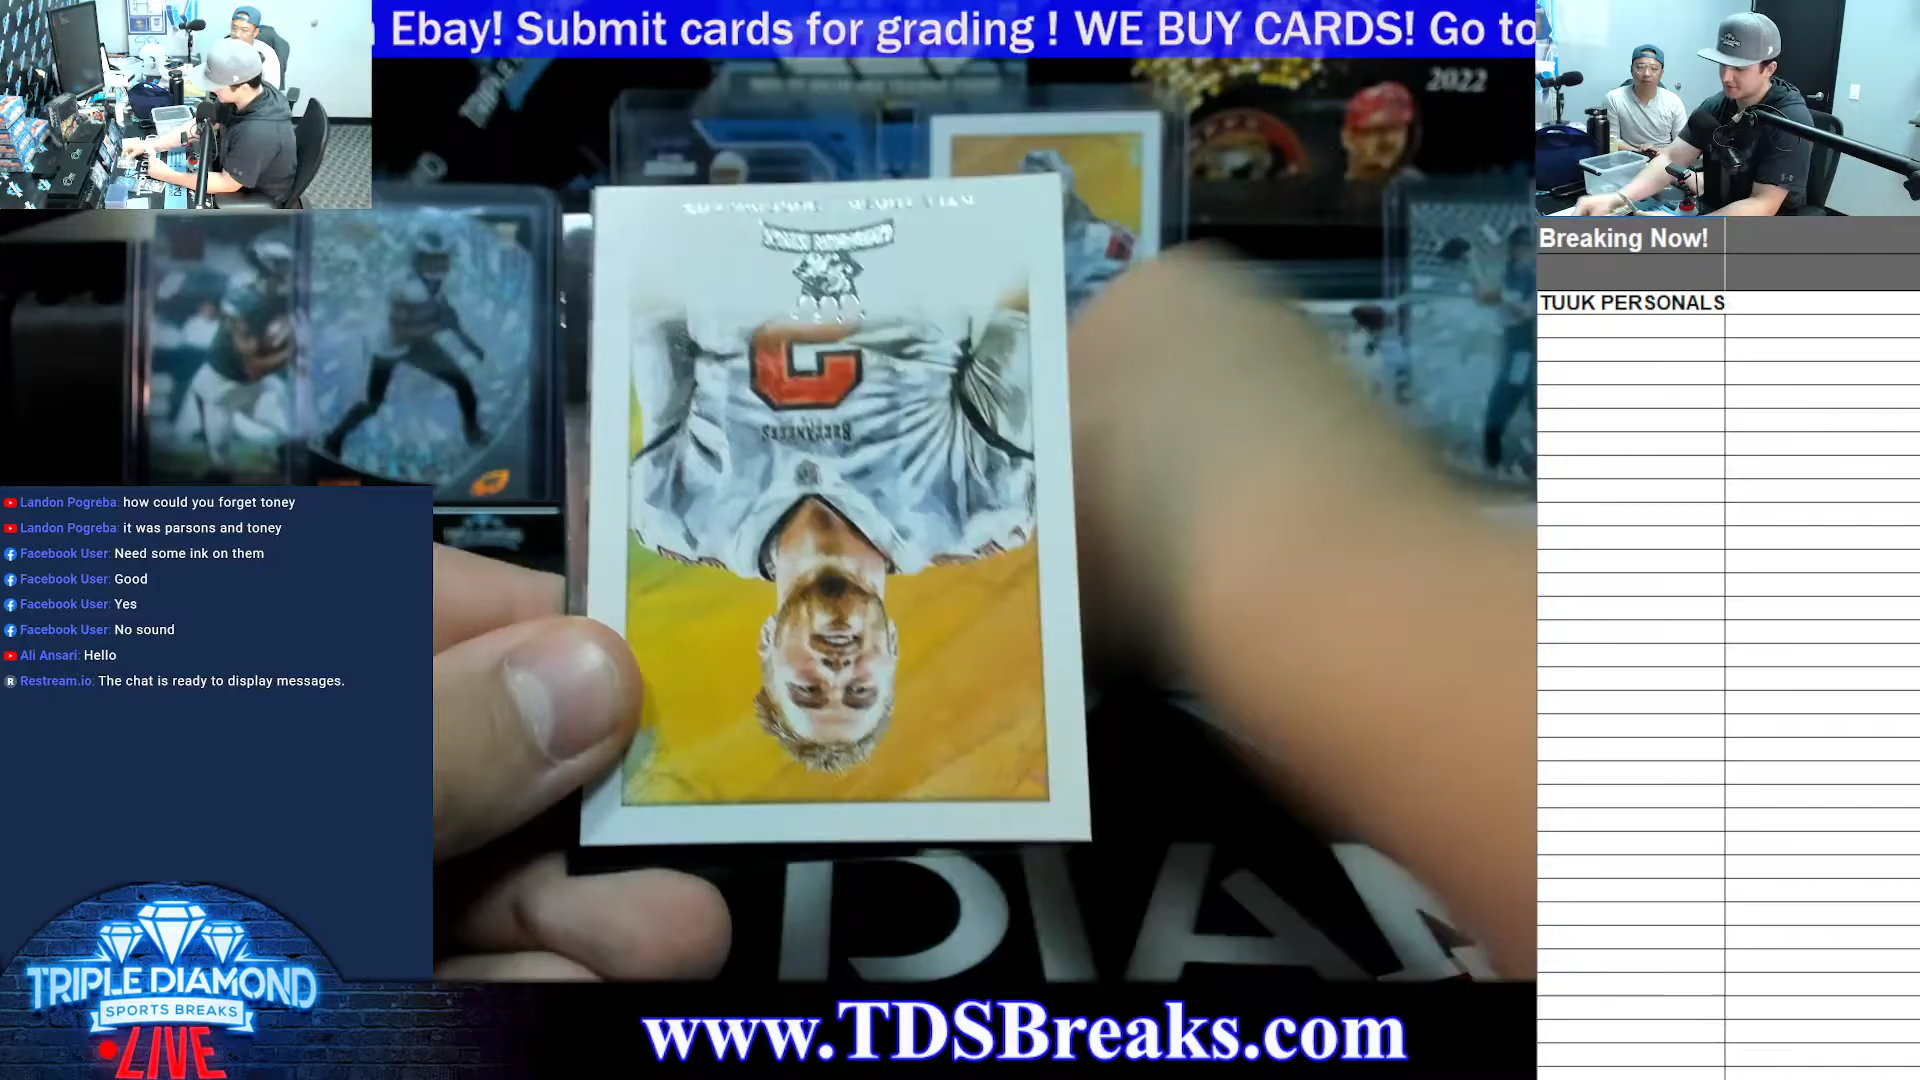 Ebay! Submit cards for grading ! WE BUY CARDS! Go to
2022
Breaking Now!
TUUK PERSONALS
BUCCANEERS
Landon Pogreba: how could you forget toney
Landon Pogreba: it was parsons and toney
Facebook User: Need some ink on them
Facebook User: Good
Facebook User: Yes
Facebook User: No sound
Ali Ansari: Hello
Restream.io: The chat is ready to display messages.
DIA
TRIPLE DIAMOND
SPORTS BREAKS
LIVE
www.TDSBreaks.com